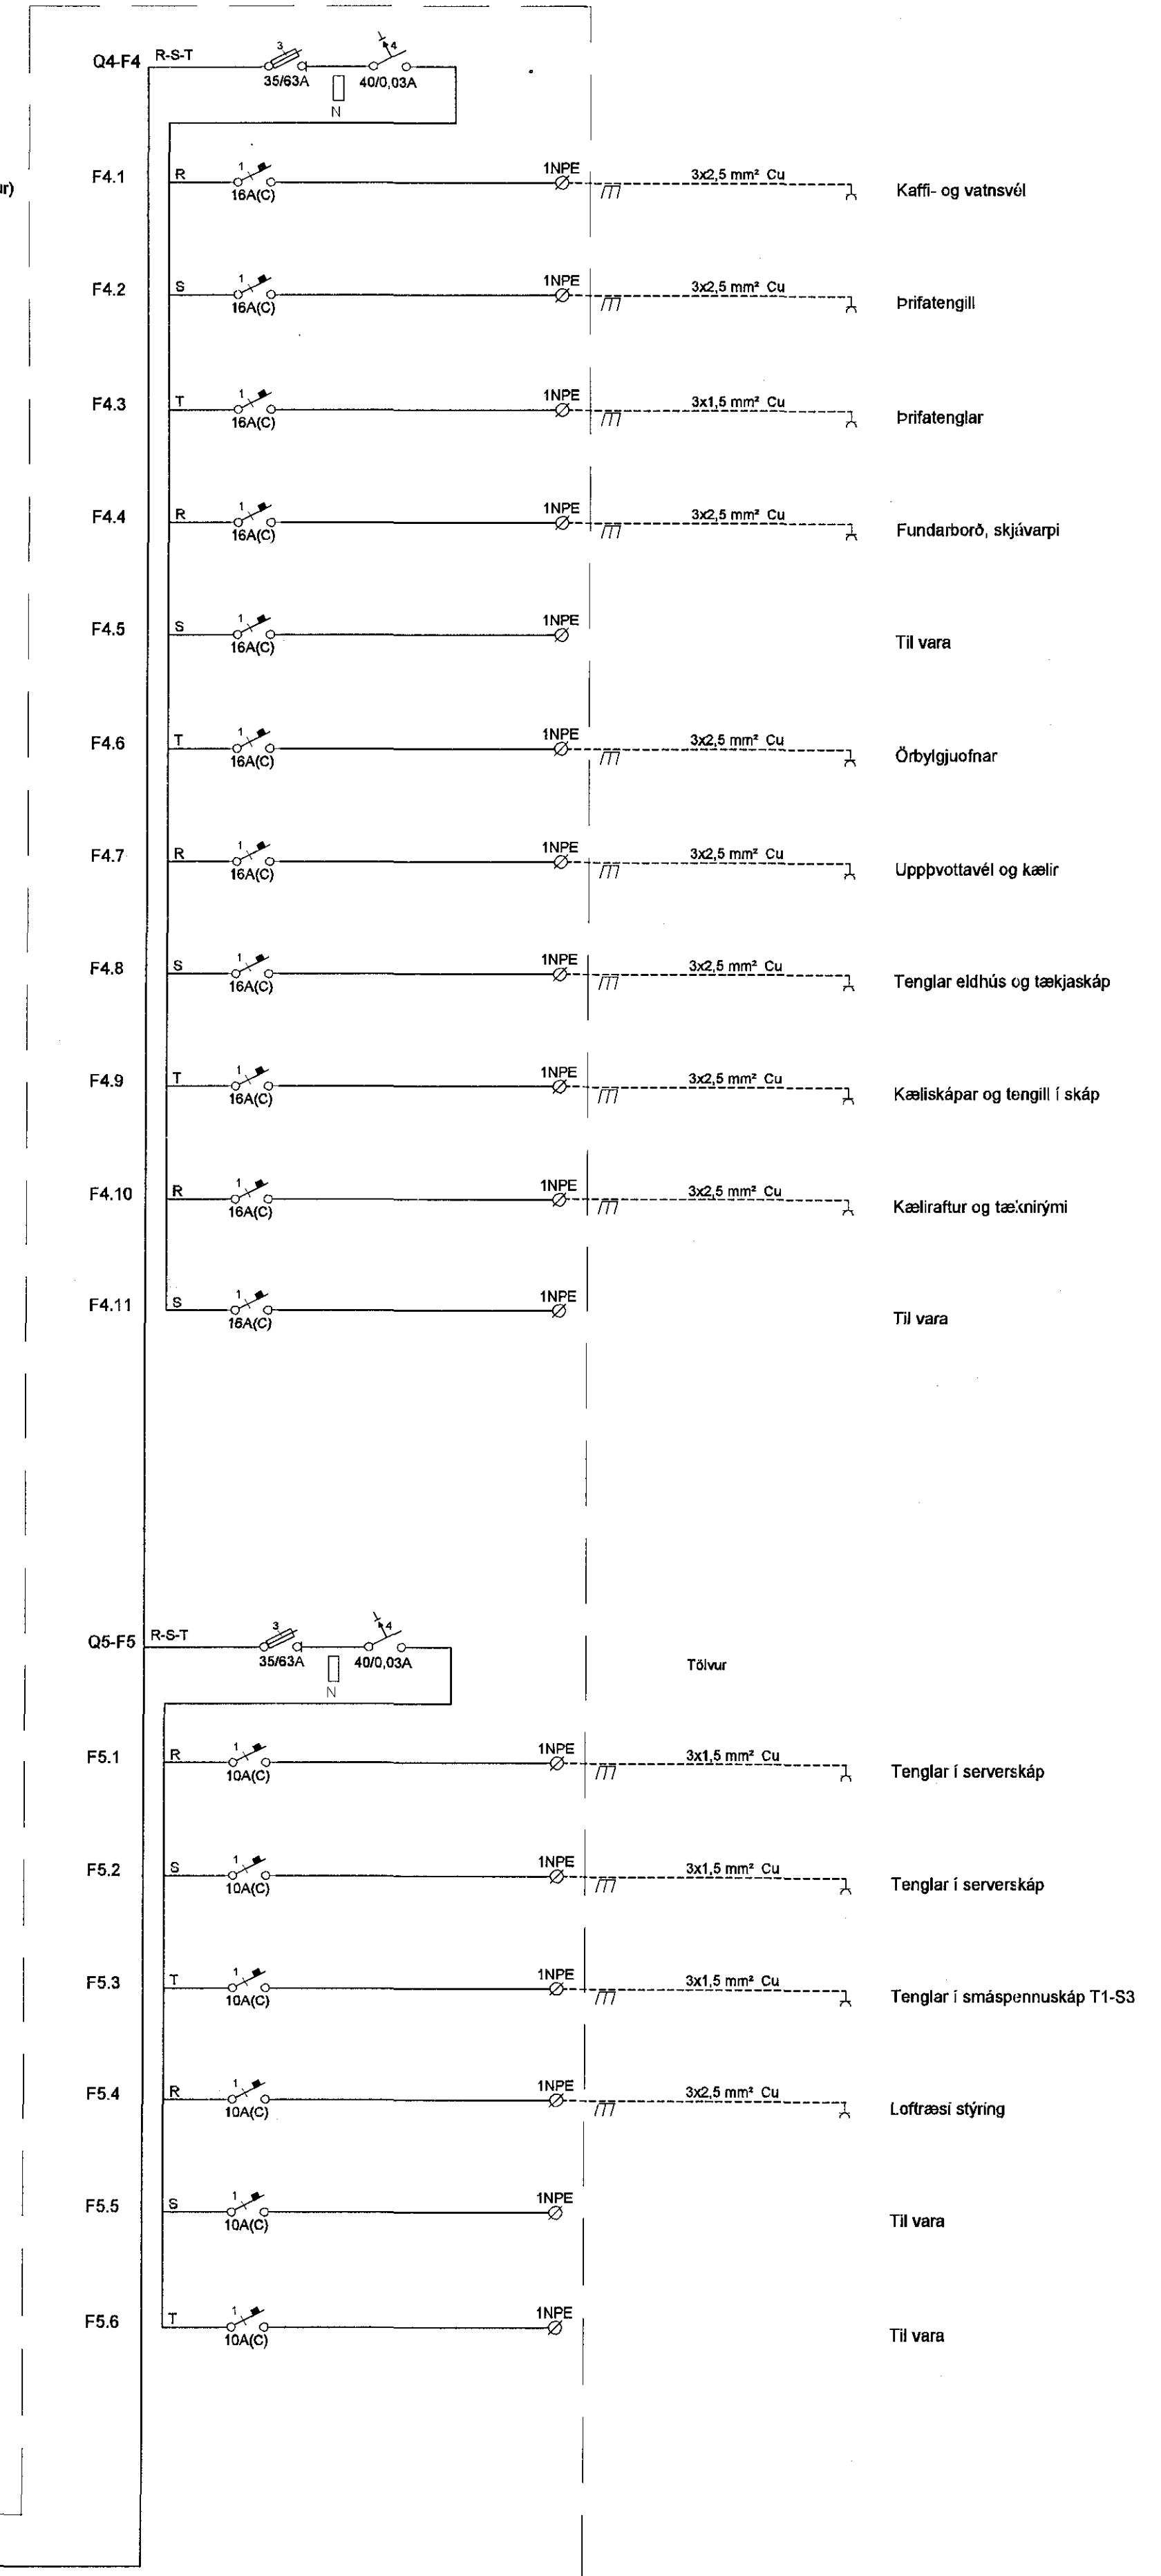 Q4-F4 R-S-T 3 4
35/63A 40/0,03A
N
F4.1 R 1 16A(C) 1NPE 3x2,5 mm² Cu Kaffi- og vatnsvél
ur)
F4.2 S 1 16A(C) 1NPE 3x2,5 mm² Cu Þrifatengill
F4.3 T 1 16A(C) 1NPE 3x1,5 mm² Cu Þrifatenglar
F4.4 R 1 16A(C) 1NPE 3x2,5 mm² Cu Fundarborð, skjávarpi
F4.5 S 1 16A(C) 1NPE Til vara
F4.6 T 1 16A(C) 1NPE 3x2,5 mm² Cu Örbylgjuofnar
F4.7 R 1 16A(C) 1NPE 3x2,5 mm² Cu Uppþvottavél og kælir
F4.8 S 1 16A(C) 1NPE 3x2,5 mm² Cu Tenglar eldhús og tækjaskáp
F4.9 T 1 16A(C) 1NPE 3x2,5 mm² Cu Kæliskápar og tengill í skáp
F4.10 R 1 16A(C) 1NPE 3x2,5 mm² Cu Kæliraftur og tæknirými
F4.11 S 1 16A(C) 1NPE Til vara
Q5-F5 R-S-T 3 4
35/63A 40/0,03A Tölvur
N
F5.1 R 1 10A(C) 1NPE 3x1,5 mm² Cu Tenglar í serverskáp
F5.2 S 1 10A(C) 1NPE 3x1,5 mm² Cu Tenglar í serverskáp
F5.3 T 1 10A(C) 1NPE 3x1,5 mm² Cu Tenglar í smáspennuskáp T1-S3
F5.4 R 1 10A(C) 1NPE 3x2,5 mm² Cu Loftræsi stýring
F5.5 S 1 10A(C) 1NPE Til vara
F5.6 T 1 10A(C) 1NPE Til vara